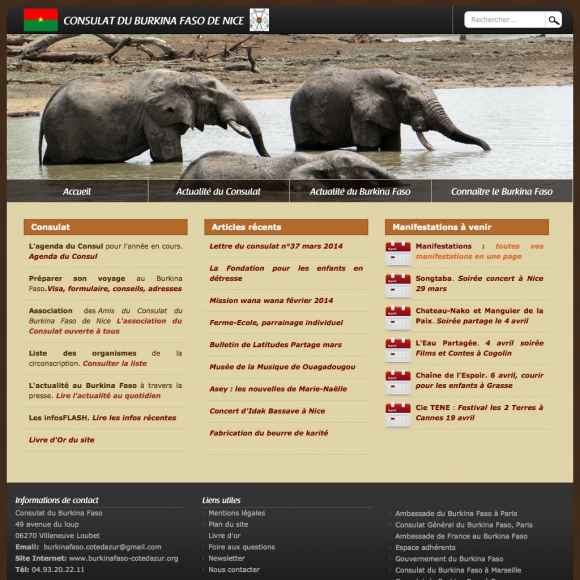 CONSULAT DU BURKINA FASO DE NICE
Rechercher...
Accueil
Actualité du Consulat
Actualité du Burkina Faso
Connaitre le Burkina Faso
Consulat
L'agenda du Consul pour l'année en cours.
Agenda du Consul
Préparer son voyage au Burkina
Faso.Visa, formulaire, conseils, adresses
Association des Amis du Consulat du
Burkina Faso de Nice L'association du
Consulat ouverte à tous
Liste des organismes de la
circonscription. Consulter la liste
L'actualité au Burkina Faso à travers la
presse. Lire l'actualité au quotidien
Les infosFLASH. Lire les infos récentes
Livre d'Or du site
Articles récents
Lettre du consulat n°37 mars 2014
La Fondation pour les enfants en
détresse
Mission wana wana février 2014
Ferme-Ecole, parrainage individuel
Bulletin de Latitudes Partage mars
Musée de la Musique de Ouagadougou
Asey : les nouvelles de Marie-Naëlle
Concert d'Idak Bassave à Nice
Fabrication du beurre de karité
Manifestations à venir
Manifestations : toutes vos
manifestations en une page
Songtaba. Soirée concert à Nice
29 mars
Chateau-Nako et Manguier de la
Paix. Soirée partage le 4 avril
L'Eau Partagée. 4 avril soirée
Films et Contes à Cogolin
Chaîne de l'Espoir. 6 avril, courir
pour les enfants à Grasse
Cie TENE : Festival les 2 Terres à
Cannes 19 avril
Informations de contact
Consulat du Burkina Faso
49 avenue du loup
06270 Villeneuve Loubet
Email: burkinafaso.cotedazur@gmail.com
Site Internet: www.burkinafaso-cotedazur.org
Tél: 04.93.20.22.11
Liens utiles
Mentions légales
Plan du site
Livre d'or
Foire aux questions
Newsletter
Nous contacter
Ambassade du Burkina Faso à Paris
Consulat Général du Burkina Faso, Paris
Ambassade de France au Burkina Faso
Espace adhérents
Gouvernement du Burkina Faso
Consulat du Burkina Faso à Marseille